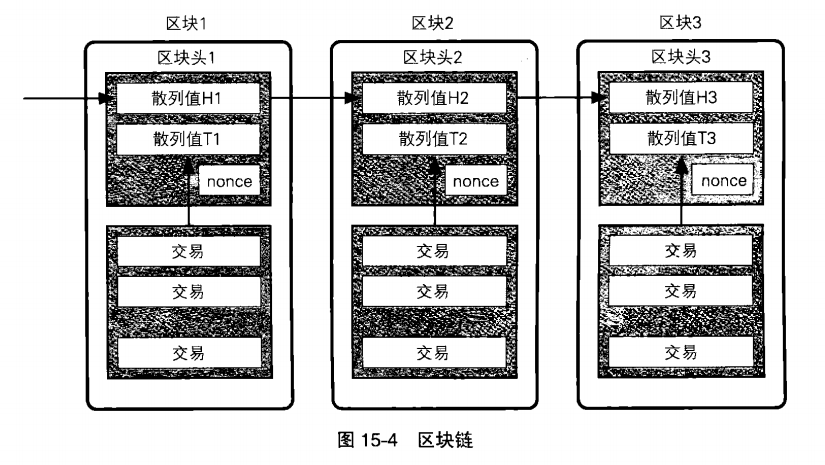 区块1
区块2
区块3
区块头1
区块头2
区块头3
散列值H1
散列值H2
散列值H3
散列值T1
散列值T2
散列值T3
nonce
nonce
nonce
交易
交易
交易
交易
交易
交易
交易
交易
交易
图 15-4 区块链